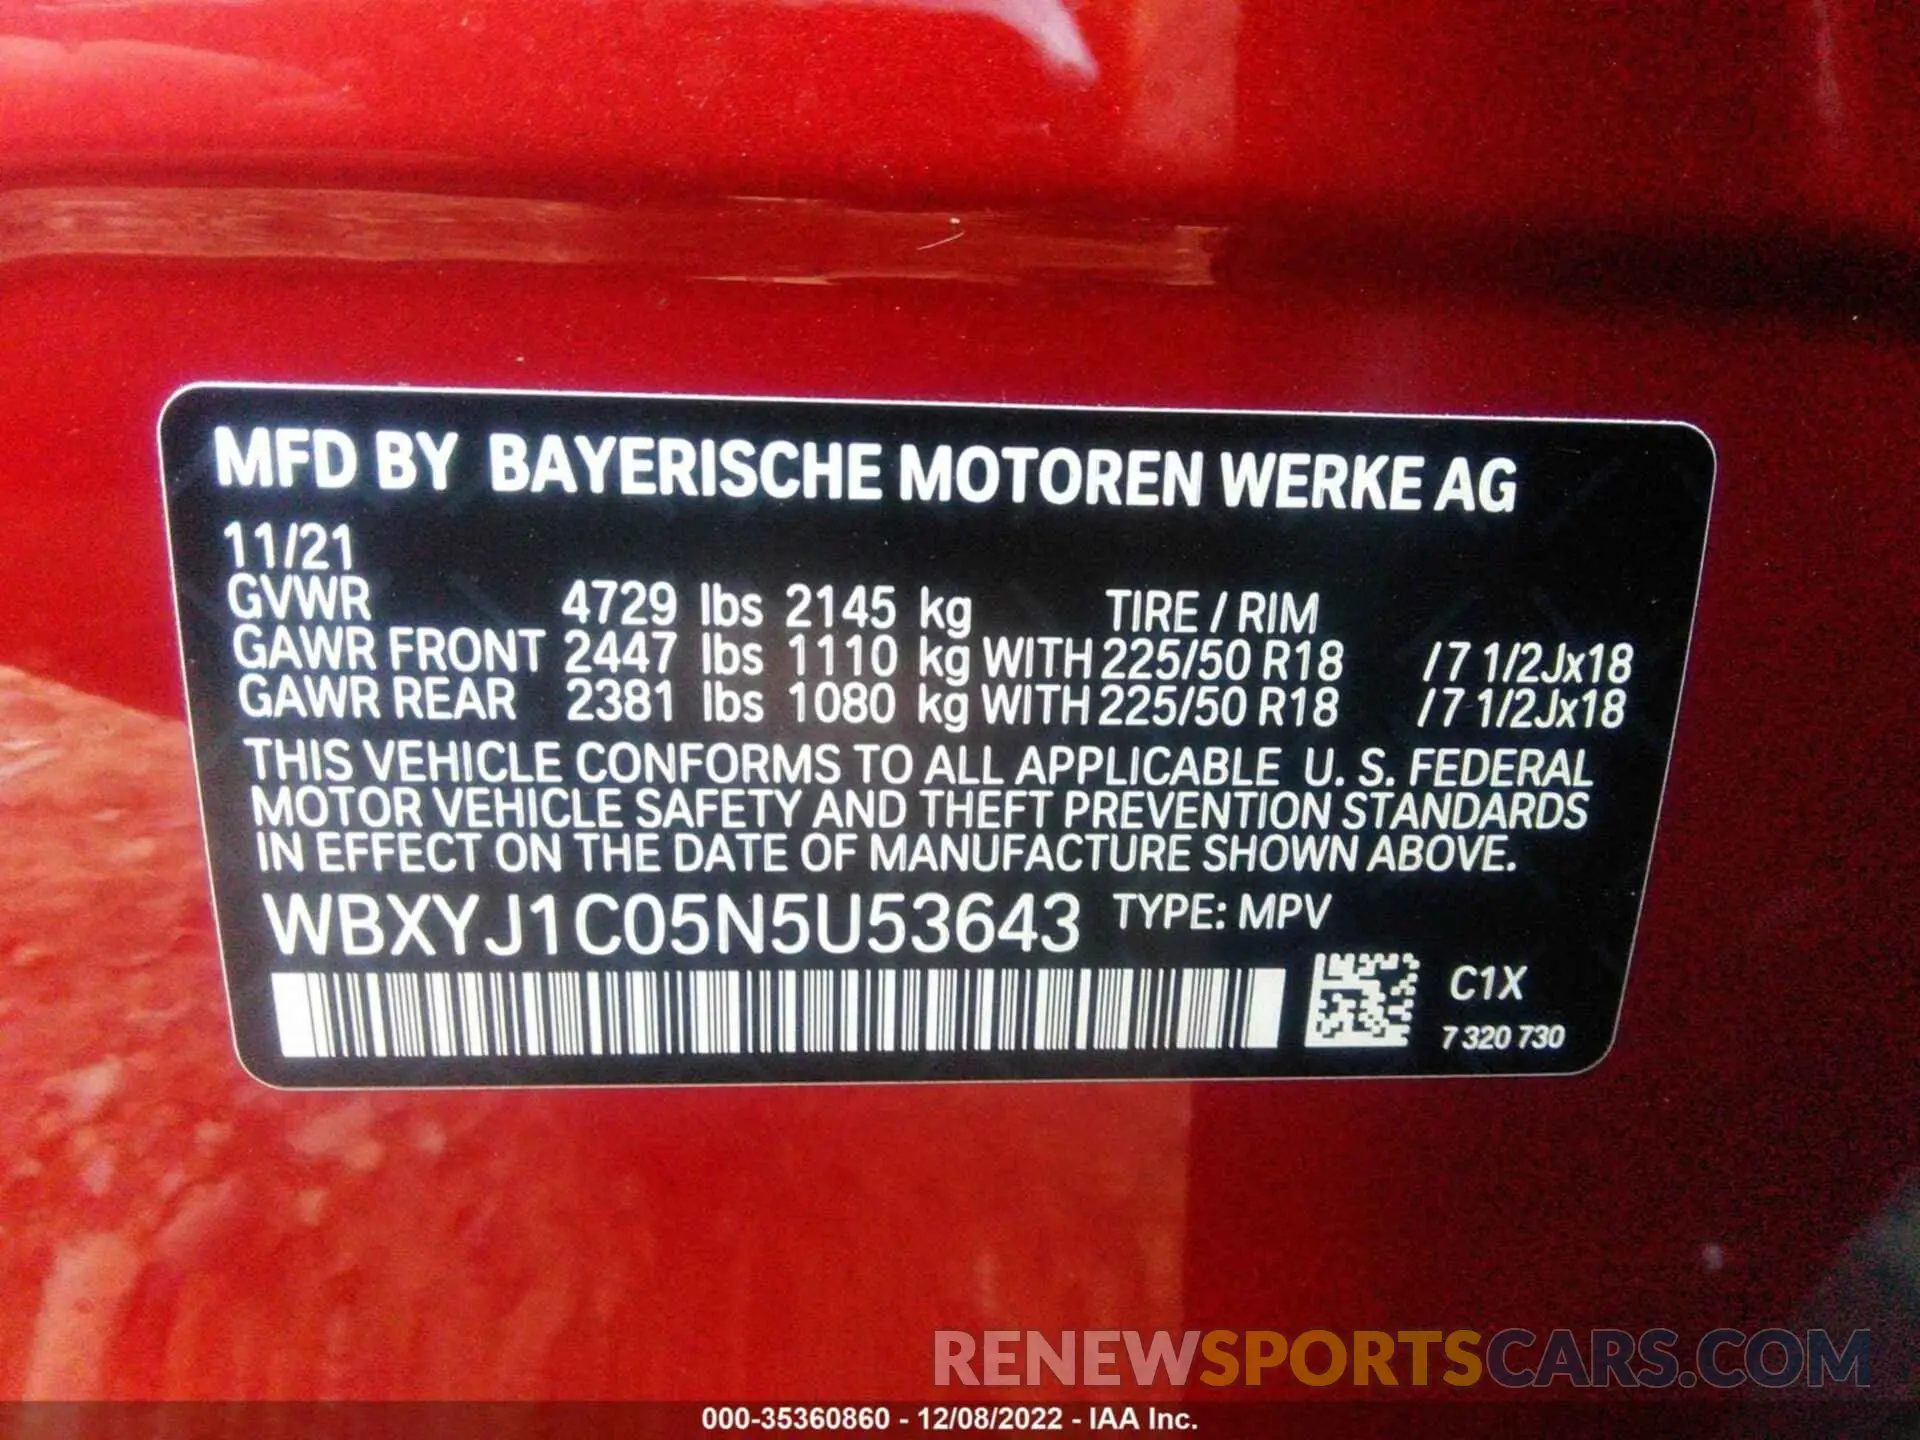 MFD BY BAYERISCHE MOTOREN WERKE AG
11/21
GVWR 4729 lbs 2145 kg TIRE / RIM
GAWR FRONT 2447 lbs 1110 kg WITH 225/50 R18 /7 1/2Jx18
GAWR REAR 2381 lbs 1080 kg WITH 225/50 R18 /7 1/2Jx18
THIS VEHICLE CONFORMS TO ALL APPLICABLE U. S. FEDERAL
MOTOR VEHICLE SAFETY AND THEFT PREVENTION STANDARDS
IN EFFECT ON THE DATE OF MANUFACTURE SHOWN ABOVE.
WBXYJ1C05N5U53643 TYPE: MPV
C1X
7 320 730
RENEWSPORTSCARS.COM
000-35360860 - 12/08/2022 - IAA Inc.